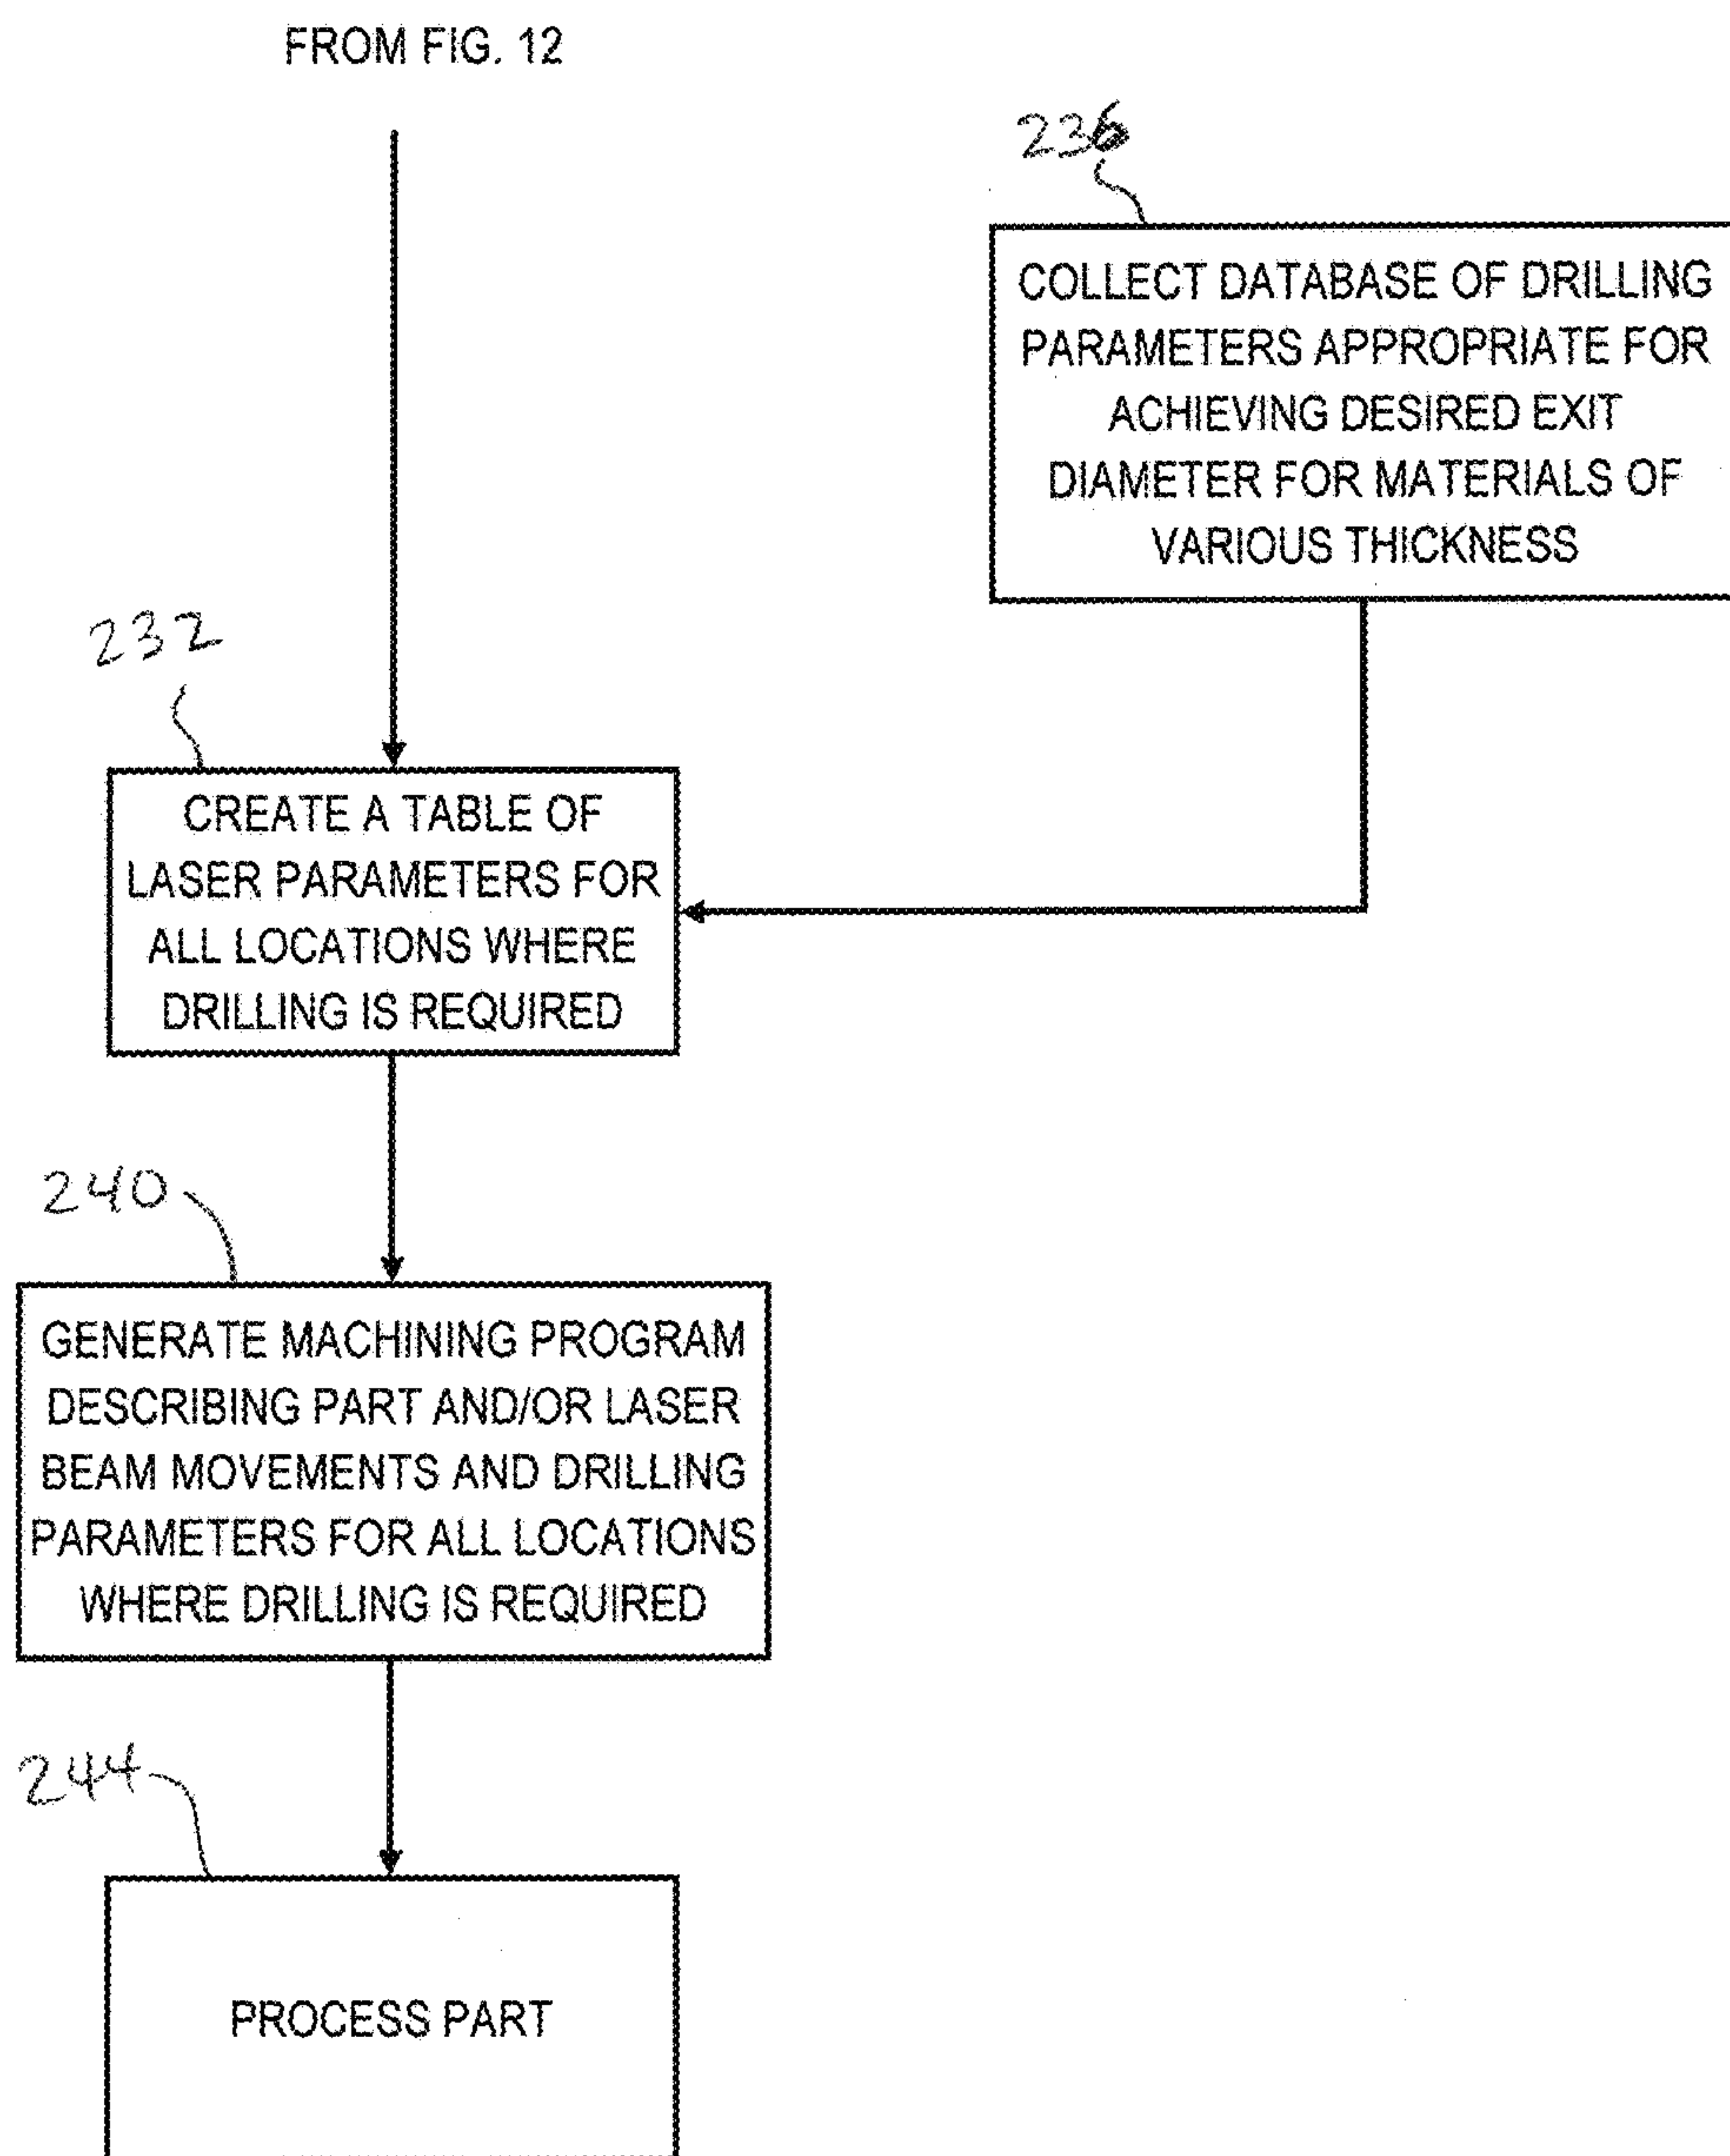 FROM FIG. 12
236
COLLECT DATABASE OF DRILLING
PARAMETERS APPROPRIATE FOR
ACHIEVING DESIRED EXIT
DIAMETER FOR MATERIALS OF
VARIOUS THICKNESS
232
CREATE A TABLE OF
LASER PARAMETERS FOR
ALL LOCATIONS WHERE
DRILLING IS REQUIRED
240
GENERATE MACHINING PROGRAM
DESCRIBING PART AND/OR LASER
BEAM MOVEMENTS AND DRILLING
PARAMETERS FOR ALL LOCATIONS
WHERE DRILLING IS REQUIRED
244
PROCESS PART